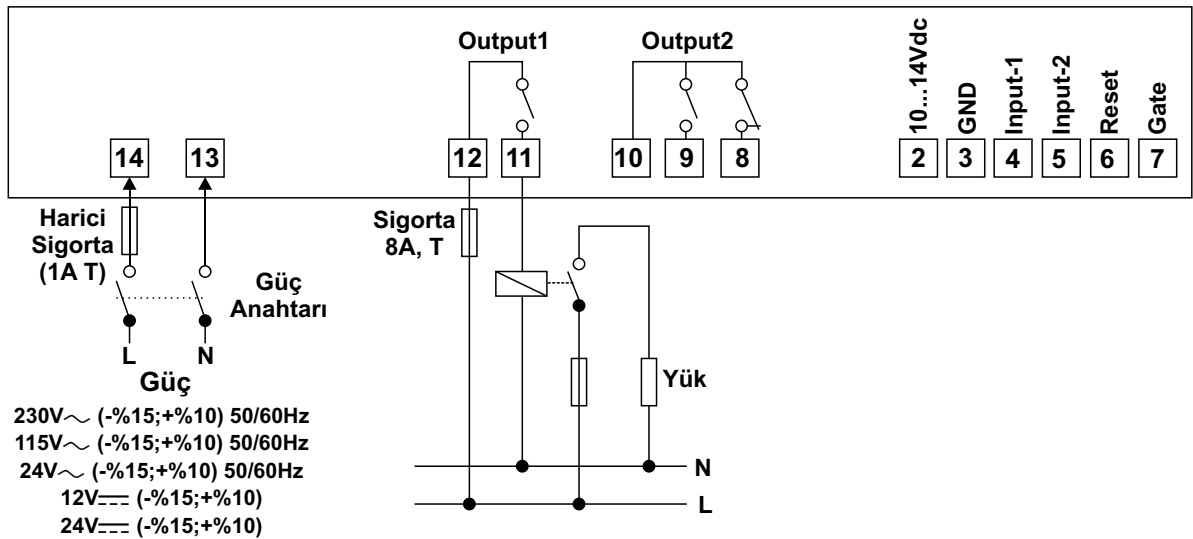 Output1
Output2
10...14Vdc
GND
Input-1
Input-2
Reset
Gate
14
13
12
11
10
9
8
2
3
4
5
6
7
Harici
Sigorta
(1A T)
Sigorta
8A, T
Güç
Anahtarı
L
N
Güç
Yük
230V~ (-%15;+%10) 50/60Hz
115V~ (-%15;+%10) 50/60Hz
24V~ (-%15;+%10) 50/60Hz
12V⎓ (-%15;+%10)
24V⎓ (-%15;+%10)
N
L